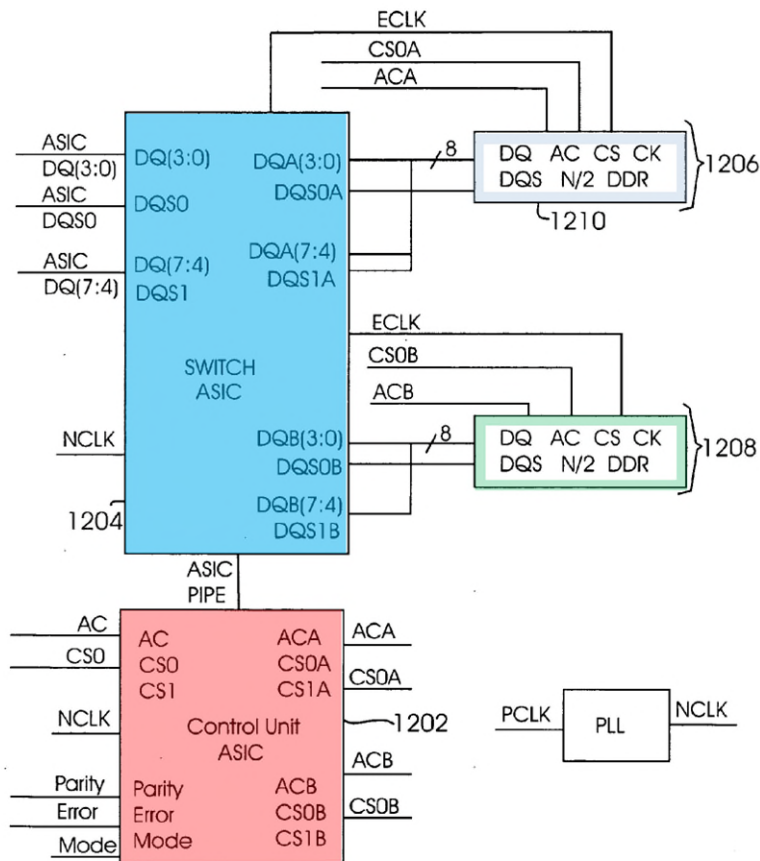 ECLK
CS0A
ACA
ASIC
DQ(3:0)
ASIC
DQS0
ASIC
DQ(7:4)
DQ(3:0)
DQS0
DQ(7:4)
DQS1
DQA(3:0)
DQS0A
DQA(7:4)
DQS1A
8
DQ AC CS CK
DQS N/2 DDR
1206
1210
SWITCH
ASIC
ECLK
CS0B
ACB
NCLK
DQB(3:0)
DQS0B
DQB(7:4)
DQS1B
8
DQ AC CS CK
DQS N/2 DDR
1208
1204
ASIC
PIPE
AC
CS0
NCLK
Parity
Error
Mode
AC
CS0
CS1
ACA
CS0A
CS1A
Control Unit
ASIC
Parity
Error
Mode
ACB
CS0B
CS1B
ACA
CS0A
1202
ACB
CS0B
PCLK
PLL
NCLK